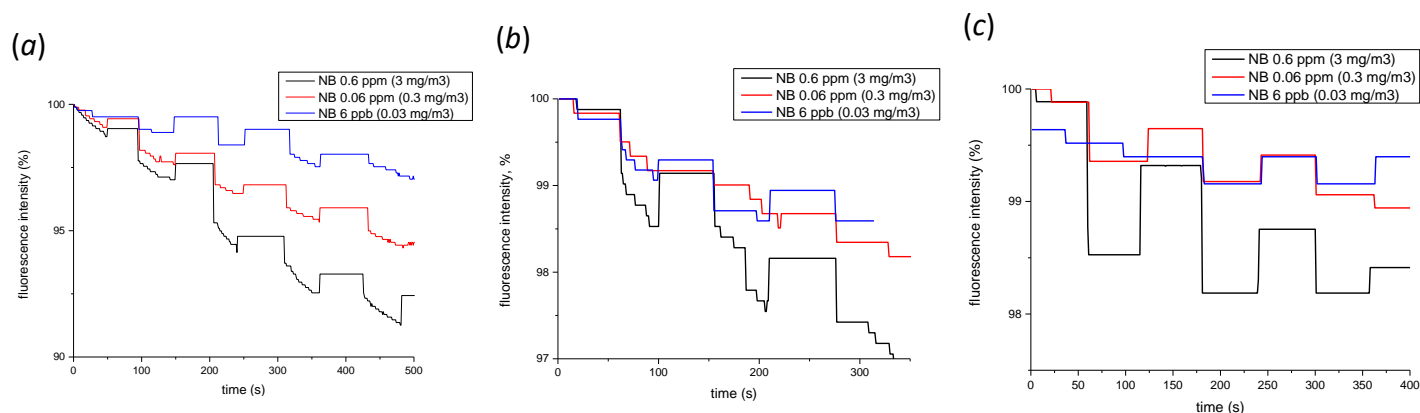 (a)
NB 0.6 ppm (3 mg/m3)
NB 0.06 ppm (0.3 mg/m3)
NB 6 ppb (0.03 mg/m3)
100
95
90
fluorescence intensity (%)
0 100 200 300 400 500
time (s)
(b)
NB 0.6 ppm (3 mg/m3)
NB 0.06 ppm (0.3 mg/m3)
NB 6 ppb (0.03 mg/m3)
100
99
98
97
fluorescence intensity, %
0 100 200 300
time (s)
(c)
NB 0.6 ppm (3 mg/m3)
NB 0.06 ppm (0.3 mg/m3)
NB 6 ppb (0.03 mg/m3)
100
99
98
fluorescence intensity (%)
0 50 100 150 200 250 300 350 400
time (s)